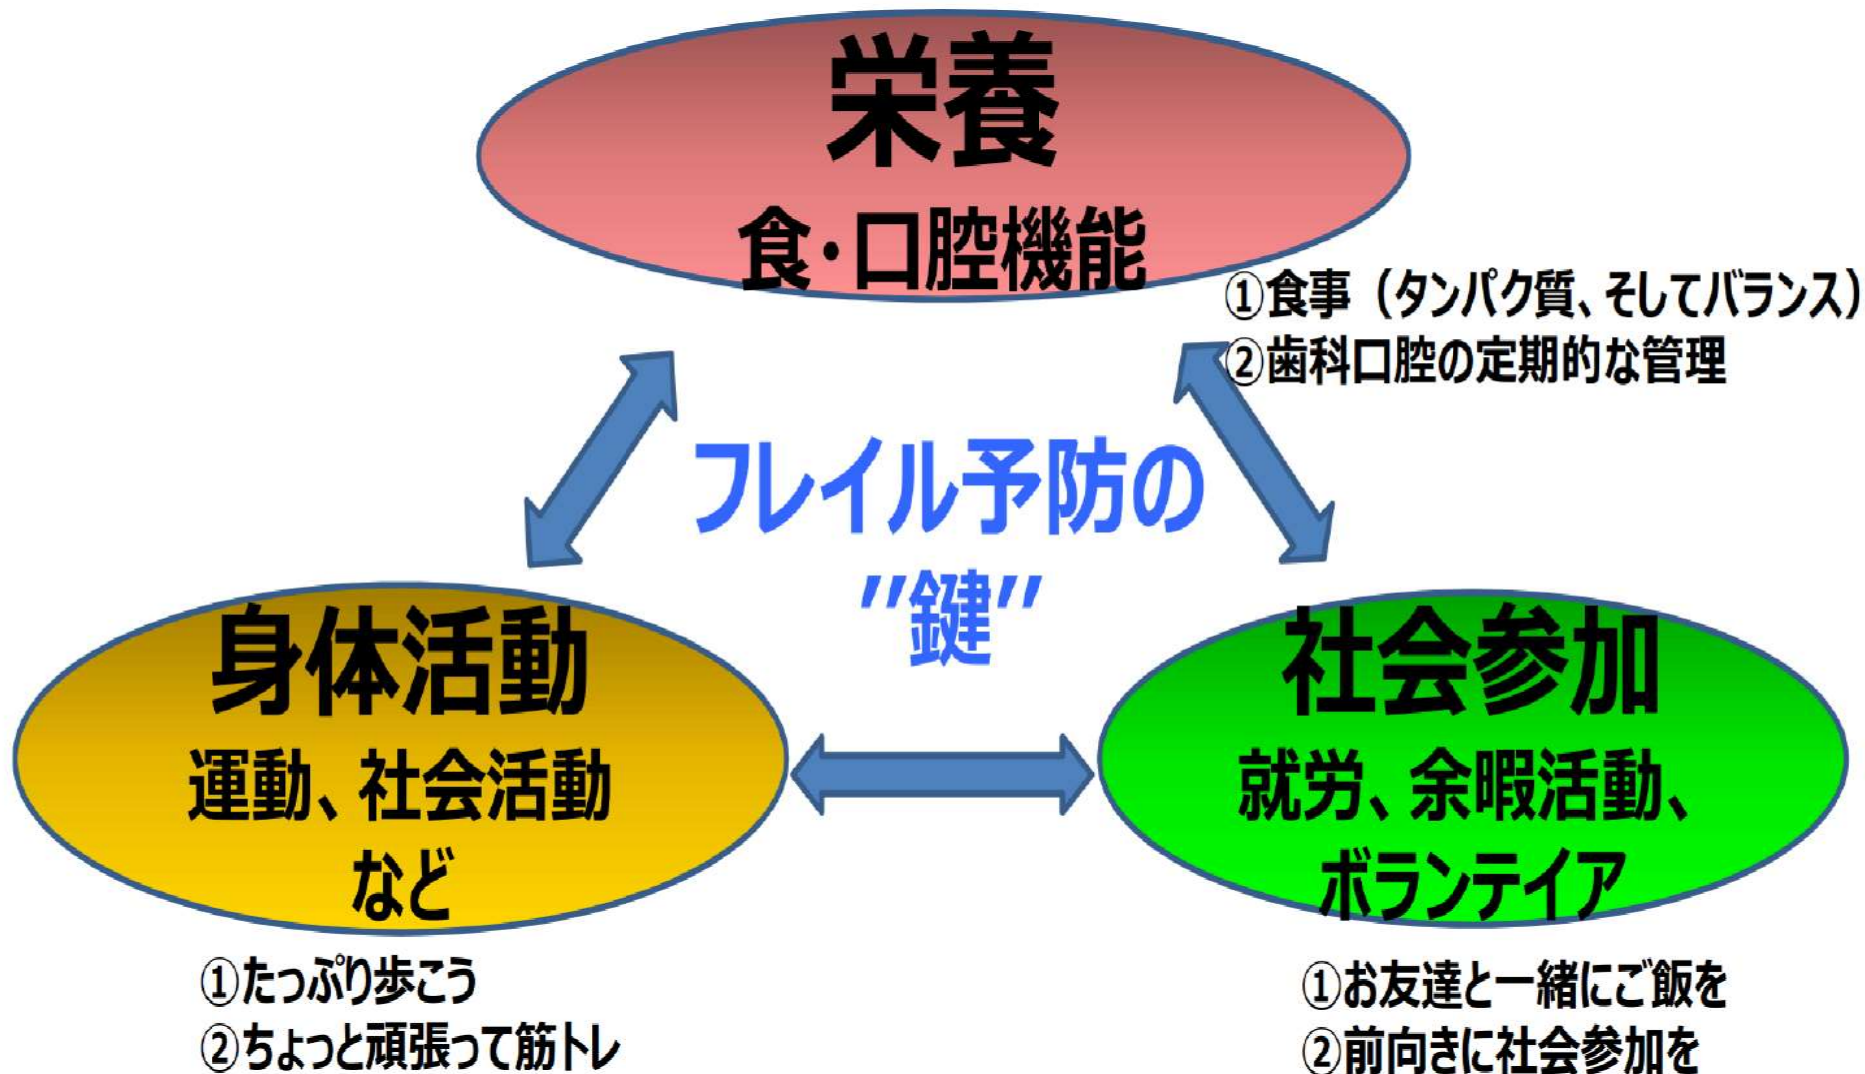 栄養
食・口腔機能
①食事（タンパク質、そしてバランス）
②歯科口腔の定期的な管理
フレイル予防の
"鍵"
身体活動
運動、社会活動
など
①たっぷり歩こう
②ちょっと頑張って筋トレ
社会参加
就労、余暇活動、
ボランテイア
①お友達と一緒にご飯を
②前向きに社会参加を